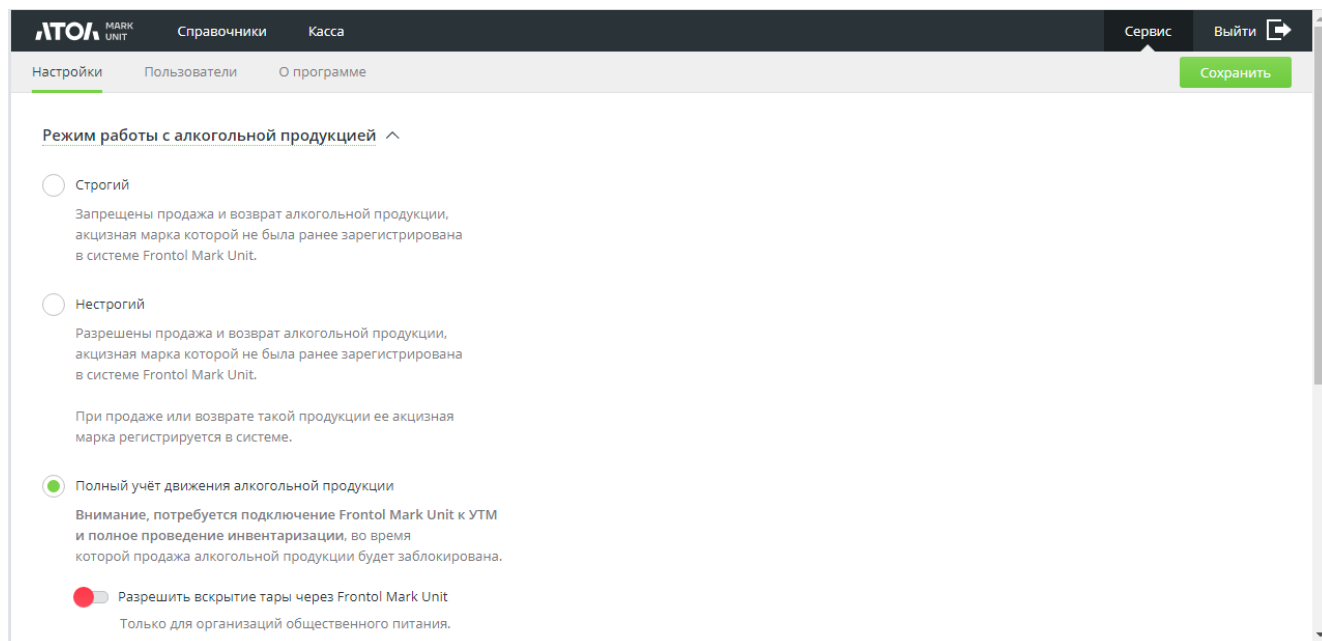 АТОЛ MARK UNIT Справочники Касса Сервис Выйти
Настройки Пользователи О программе Сохранить
Режим работы с алкогольной продукцией
Строгий
Запрещены продажа и возврат алкогольной продукции,
акцизная марка которой не была ранее зарегистрирована
в системе Frontol Mark Unit.
Нестрогий
Разрешены продажа и возврат алкогольной продукции,
акцизная марка которой не была ранее зарегистрирована
в системе Frontol Mark Unit.
При продаже или возврате такой продукции ее акцизная
марка регистрируется в системе.
Полный учёт движения алкогольной продукции
Внимание, потребуется подключение Frontol Mark Unit к УТМ
и полное проведение инвентаризации, во время
которой продажа алкогольной продукции будет заблокирована.
Разрешить вскрытие тары через Frontol Mark Unit
Только для организаций общественного питания.